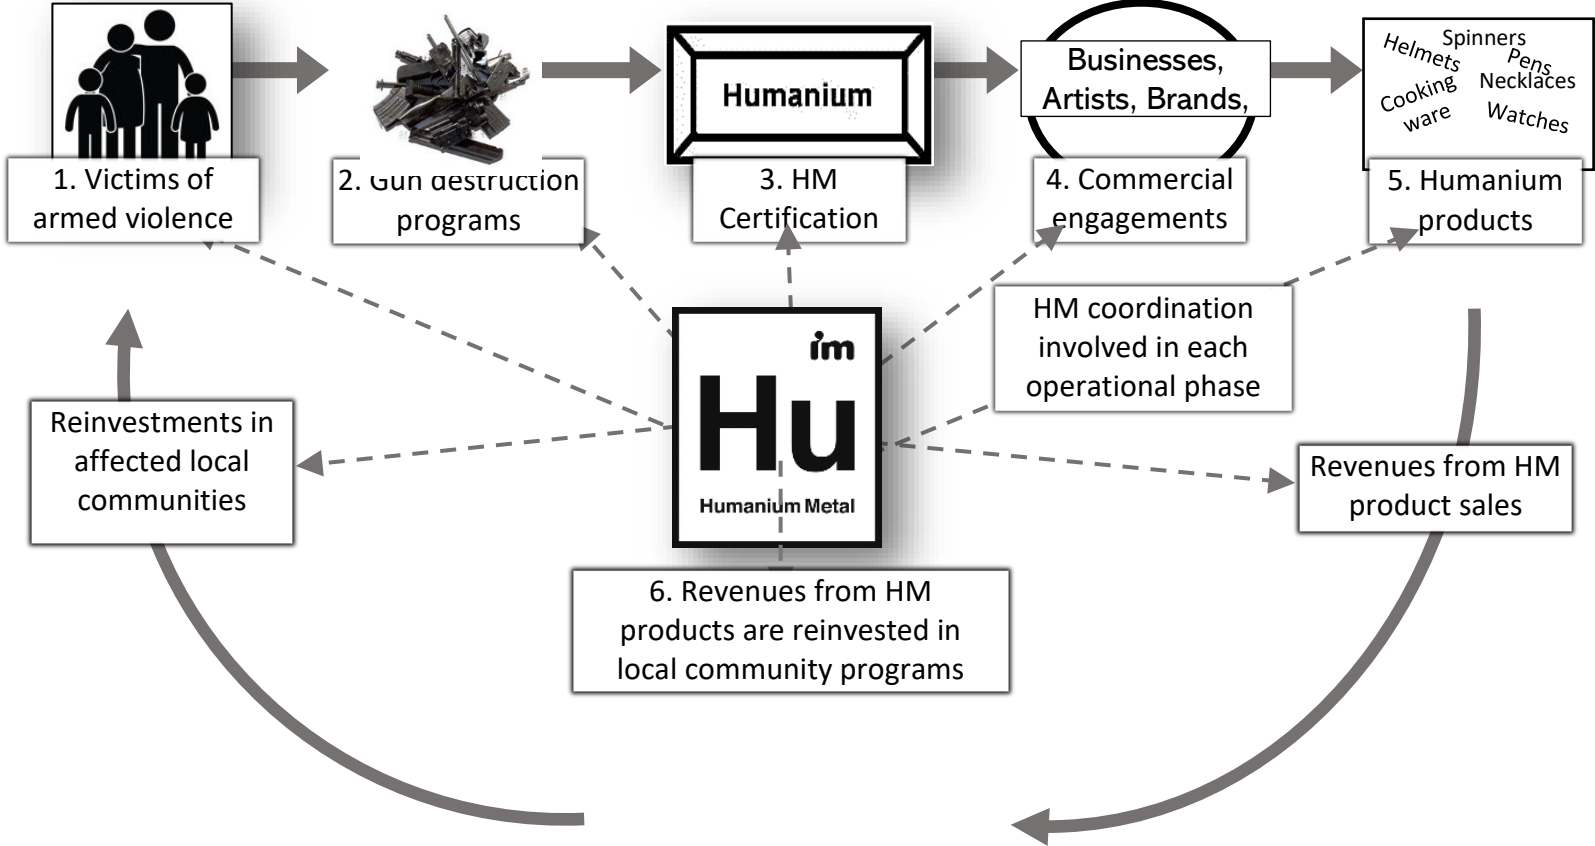 Humanium
Businesses,
Artists, Brands,
Spinners
Helmets
Pens
Necklaces
Cooking
ware
Watches
1. Victims of
armed violence
2. Gun destruction
programs
3. HM
Certification
4. Commercial
engagements
5. Humanium
products
HM coordination
involved in each
operational phase
im
Hu
Humanium Metal
Reinvestments in
affected local
communities
Revenues from HM
product sales
6. Revenues from HM
products are reinvested in
local community programs